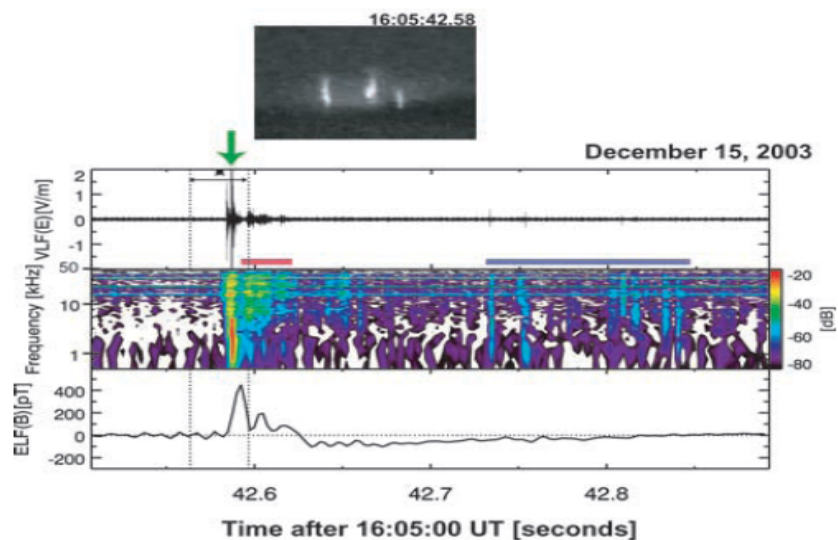 16:05:42.58
December 15, 2003
VLF(E)[V/m]
2
1
0
-1
Frequency [kHz]
50
10
1
-20
-40
-60
-80
[dB]
ELF(B)[pT]
400
200
0
-200
42.6 42.7 42.8
Time after 16:05:00 UT [seconds]